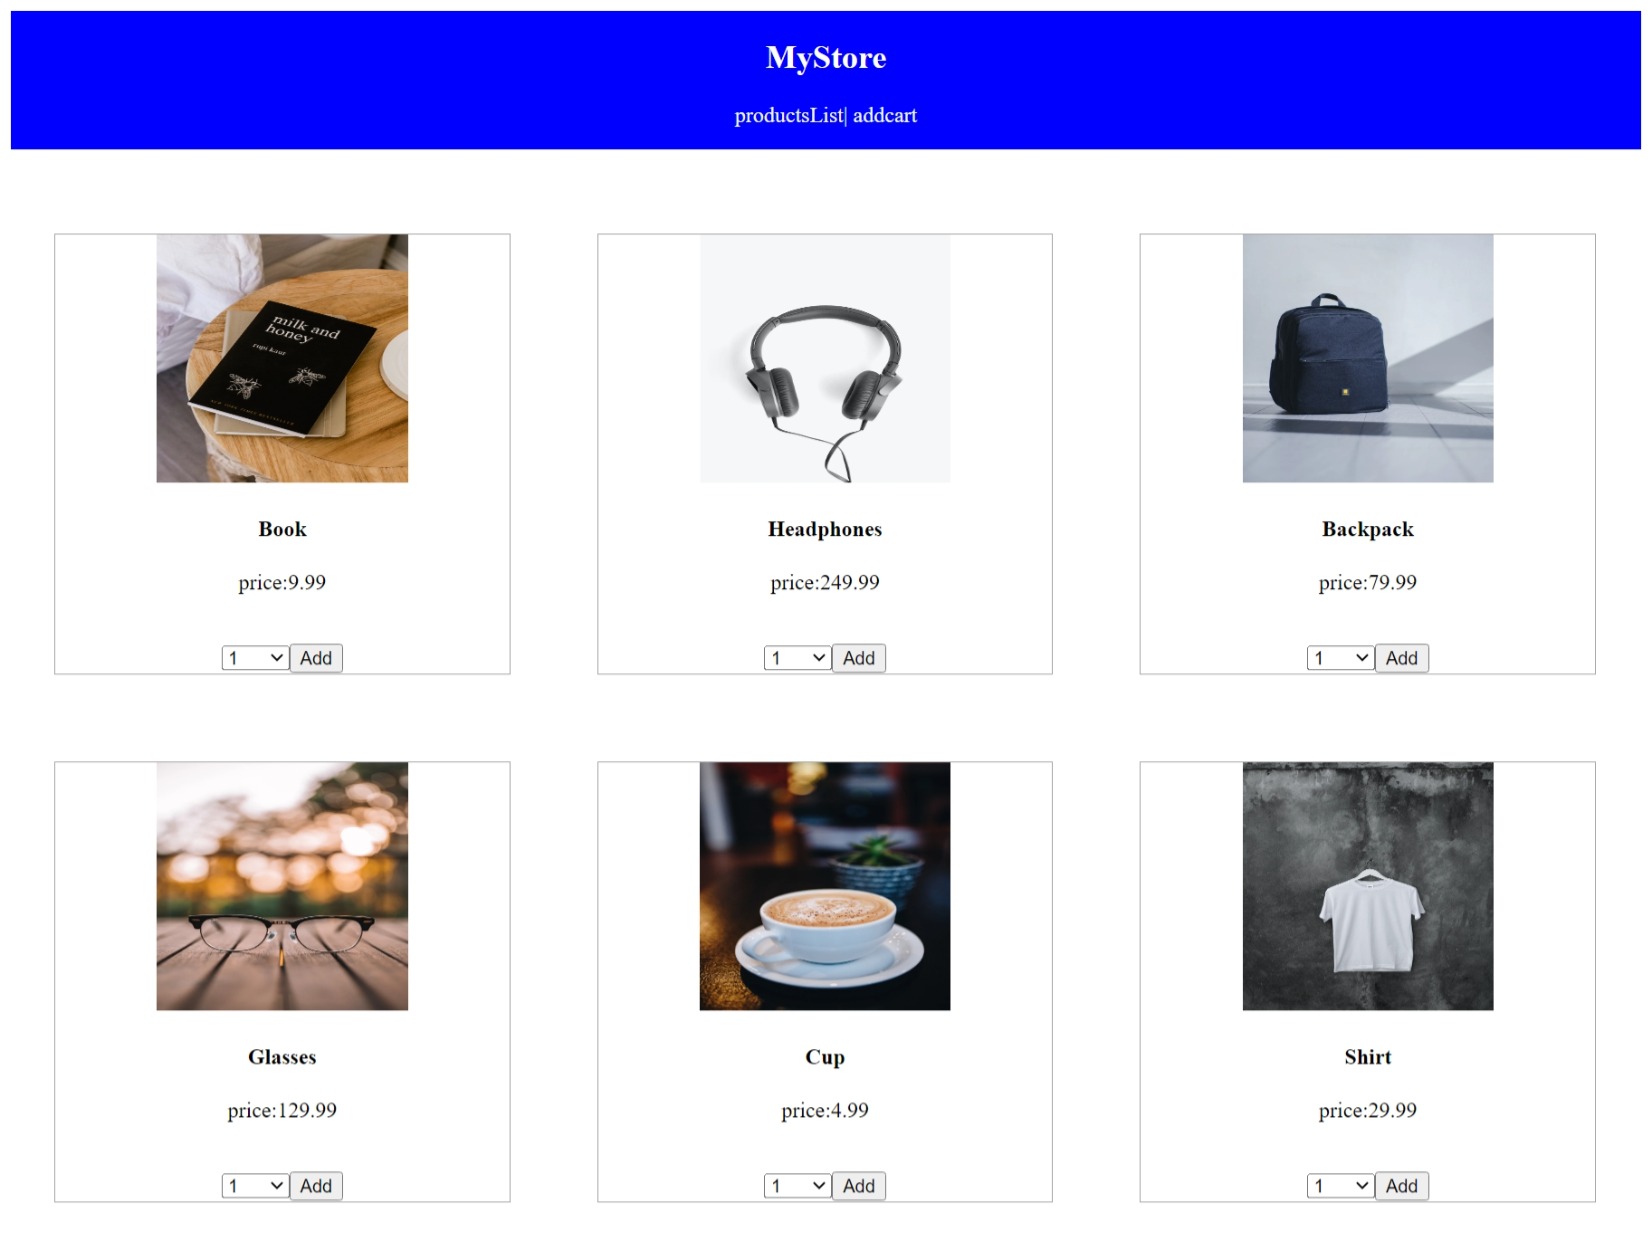 MyStore
productsList| addcart
milk and
honey
rupi kaur
Book
price:9.99
1 Add
Headphones
price:249.99
1 Add
Backpack
price:79.99
1 Add
Glasses
price:129.99
1 Add
Cup
price:4.99
1 Add
Shirt
price:29.99
1 Add